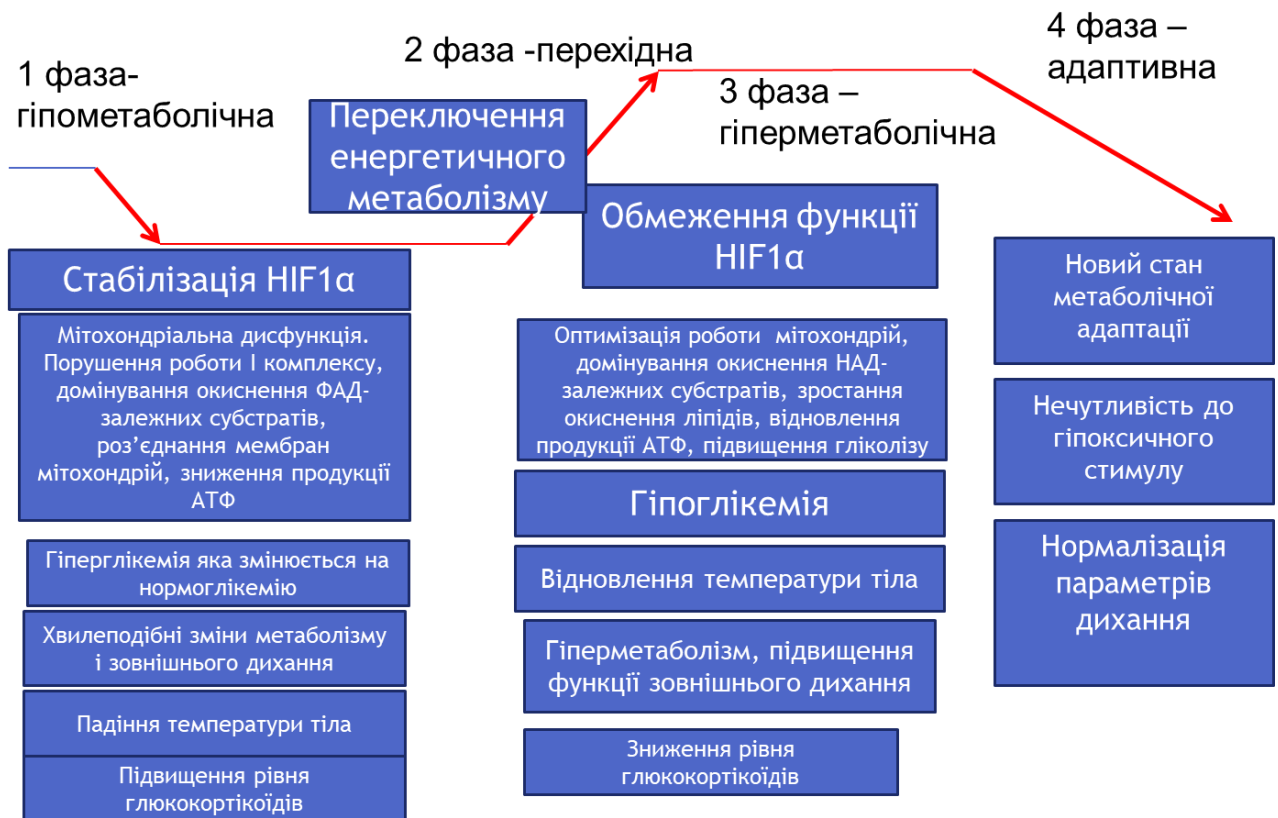 1 фаза-
гіпометаболічна
2 фаза -перехідна
3 фаза –
гіперметаболічна
4 фаза –
адаптивна
Переключення
енергетичного
метаболізму
Стабілізація HIF1α
Мітохондріальна дисфункція.
Порушення роботи І комплексу,
домінування окиснення ФАД-
залежних субстратів,
роз’єднання мембран
мітохондрій, зниження продукції
АТФ
Гіперглікемія яка змінюється на
нормоглікемію
Хвилеподібні зміни метаболізму
і зовнішнього дихання
Падіння температури тіла
Підвищення рівня
глюкокортікоїдів
Обмеження функції
HIF1α
Оптимізація роботи  мітохондрій,
домінування окиснення НАД-
залежних субстратів, зростання
окиснення ліпідів, відновлення
продукції АТФ, підвищення гліколізу
Гіпоглікемія
Відновлення температури тіла
Гіперметаболізм, підвищення
функції зовнішнього дихання
Зниження рівня
глюкокортікоїдів
Новий стан
метаболічної
адаптації
Нечутливість до
гіпоксичного
стимулу
Нормалізація
параметрів
дихання